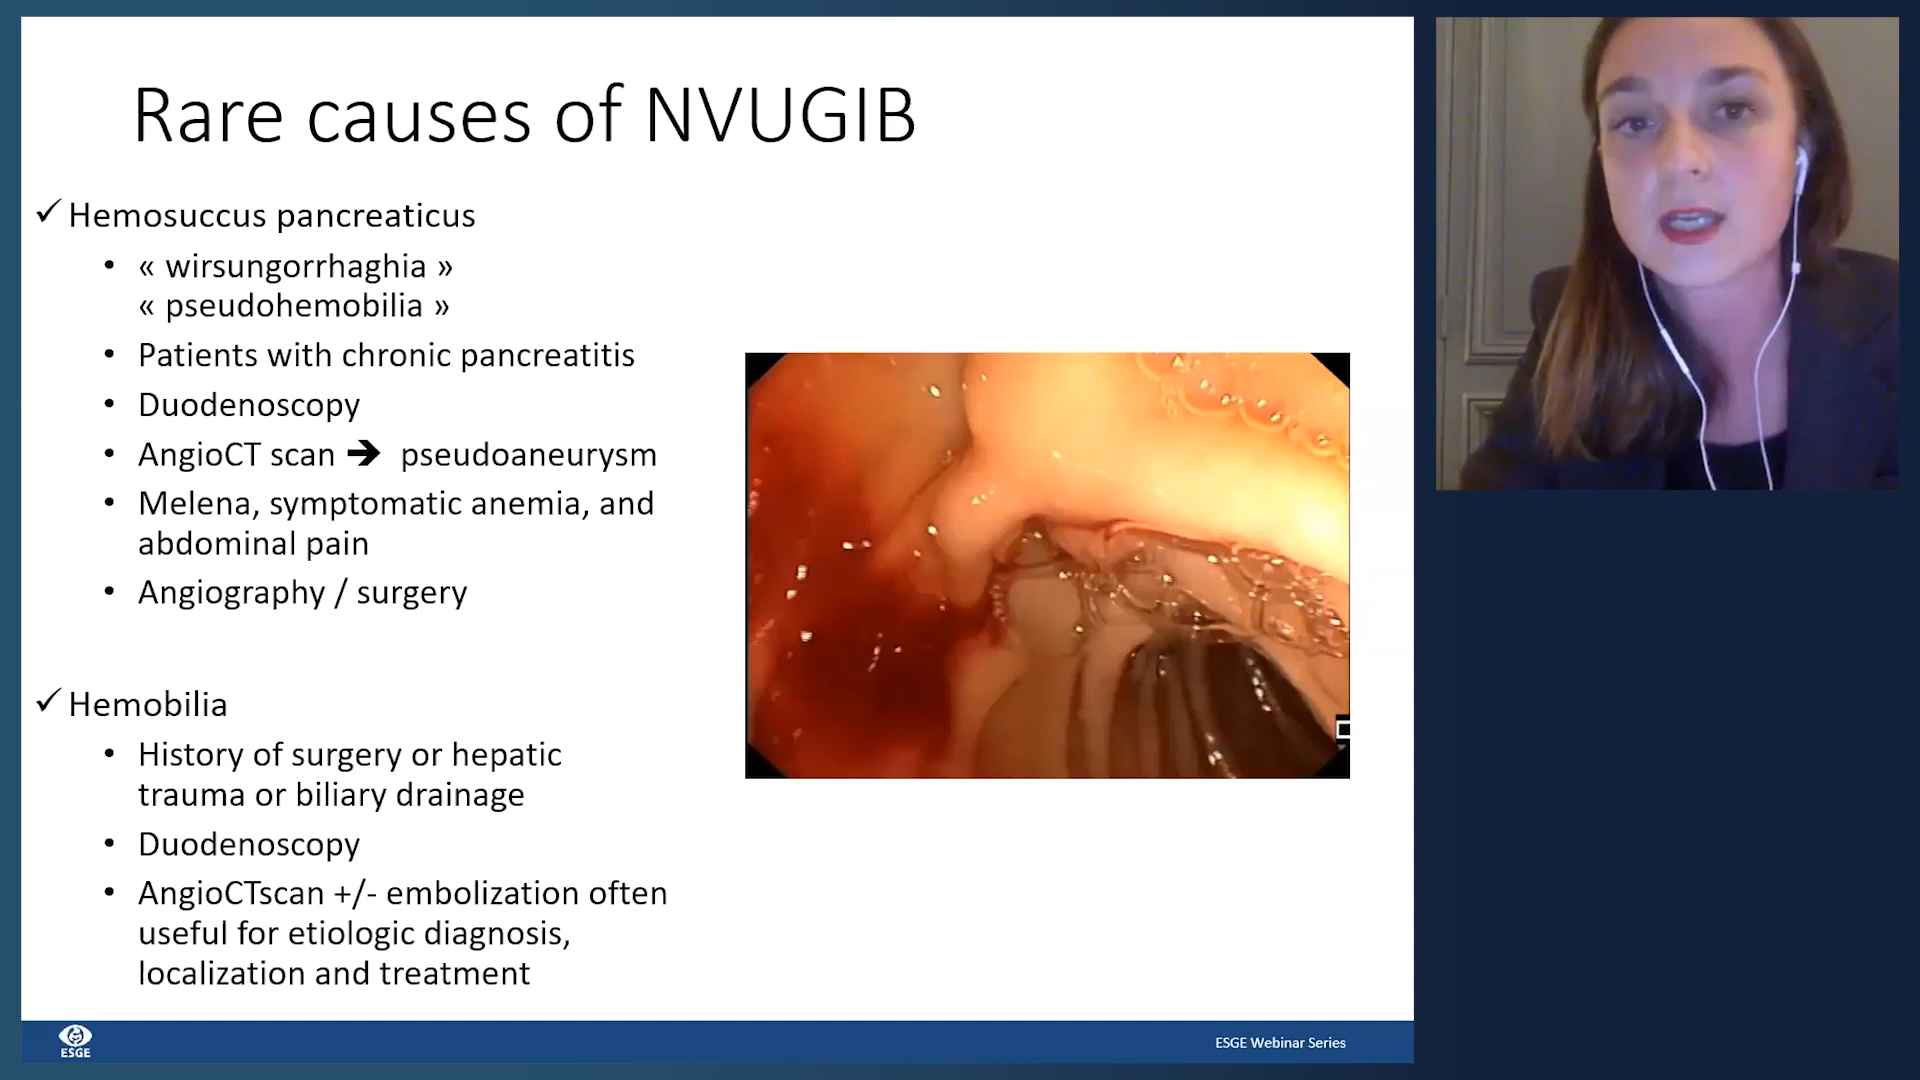 Rare causes of NVUGIB
✓ Hemosuccus pancreaticus
• « wirsungorrhaghia »
« pseudohemobilia »
• Patients with chronic pancreatitis
• Duodenoscopy
• AngioCT scan ➔ pseudoaneurysm
• Melena, symptomatic anemia, and
abdominal pain
• Angiography / surgery
✓ Hemobilia
• History of surgery or hepatic
trauma or biliary drainage
• Duodenoscopy
• AngioCTscan +/- embolization often
useful for etiologic diagnosis,
localization and treatment
ESGE
ESGE Webinar Series